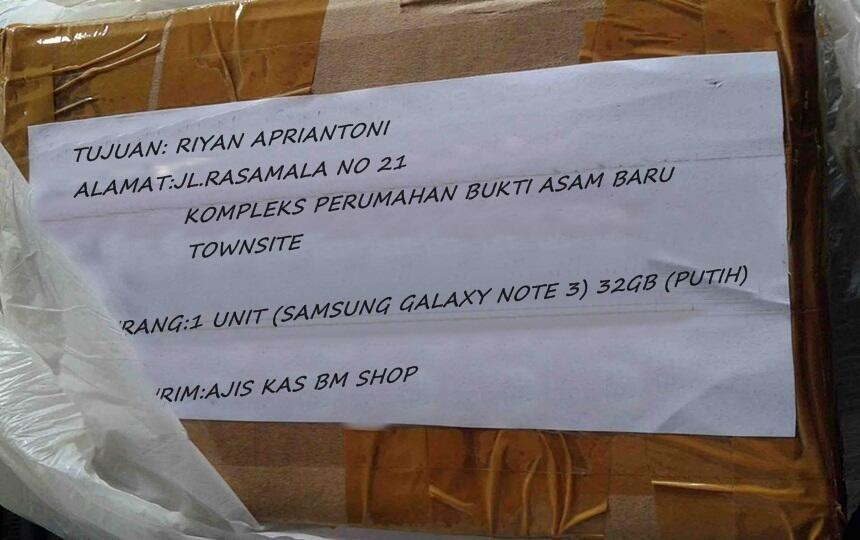 TUJUAN: RIYAN APRIANTONI
ALAMAT:JL.RASAMALA NO 21
KOMPLEKS PERUMAHAN BUKTI ASAM BARU
TOWNSITE
RANG:1 UNIT (SAMSUNG GALAXY NOTE 3) 32GB (PUTIH)
RIM:AJIS KAS BM SHOP